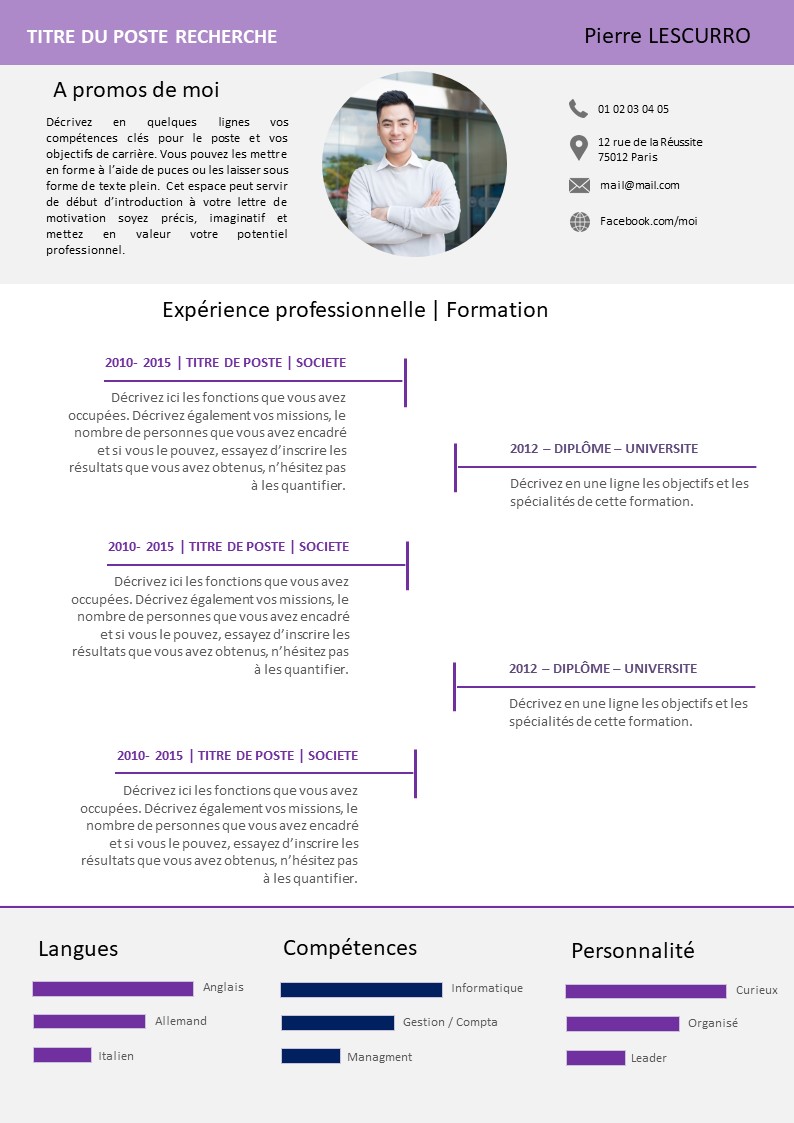 TITRE DU POSTE RECHERCHE
Pierre LESCURRO
A promos de moi
Décrivez en quelques lignes vos
compétences clés pour le poste et vos
objectifs de carrière. Vous pouvez les mettre
en forme à l’aide de puces ou les laisser sous
forme de texte plein. Cet espace peut servir
de début d’introduction à votre lettre de
motivation soyez précis, imaginatif et
mettez en valeur votre potentiel
professionnel.
01 02 03 04 05
12 rue de la Réussite
75012 Paris
mail@mail.com
Facebook.com/moi
Expérience professionnelle | Formation
2010- 2015 | TITRE DE POSTE | SOCIETE
Décrivez ici les fonctions que vous avez
occupées. Décrivez également vos missions, le
nombre de personnes que vous avez encadré
et si vous le pouvez, essayez d’inscrire les
résultats que vous avez obtenus, n’hésitez pas
à les quantifier.
2012 – DIPLÔME – UNIVERSITE
Décrivez en une ligne les objectifs et les
spécialités de cette formation.
2010- 2015 | TITRE DE POSTE | SOCIETE
Décrivez ici les fonctions que vous avez
occupées. Décrivez également vos missions, le
nombre de personnes que vous avez encadré
et si vous le pouvez, essayez d’inscrire les
résultats que vous avez obtenus, n’hésitez pas
à les quantifier.
2012 – DIPLÔME – UNIVERSITE
Décrivez en une ligne les objectifs et les
spécialités de cette formation.
2010- 2015 | TITRE DE POSTE | SOCIETE
Décrivez ici les fonctions que vous avez
occupées. Décrivez également vos missions, le
nombre de personnes que vous avez encadré
et si vous le pouvez, essayez d’inscrire les
résultats que vous avez obtenus, n’hésitez pas
à les quantifier.
Langues
Anglais
Allemand
Italien
Compétences
Informatique
Gestion / Compta
Managment
Personnalité
Curieux
Organisé
Leader